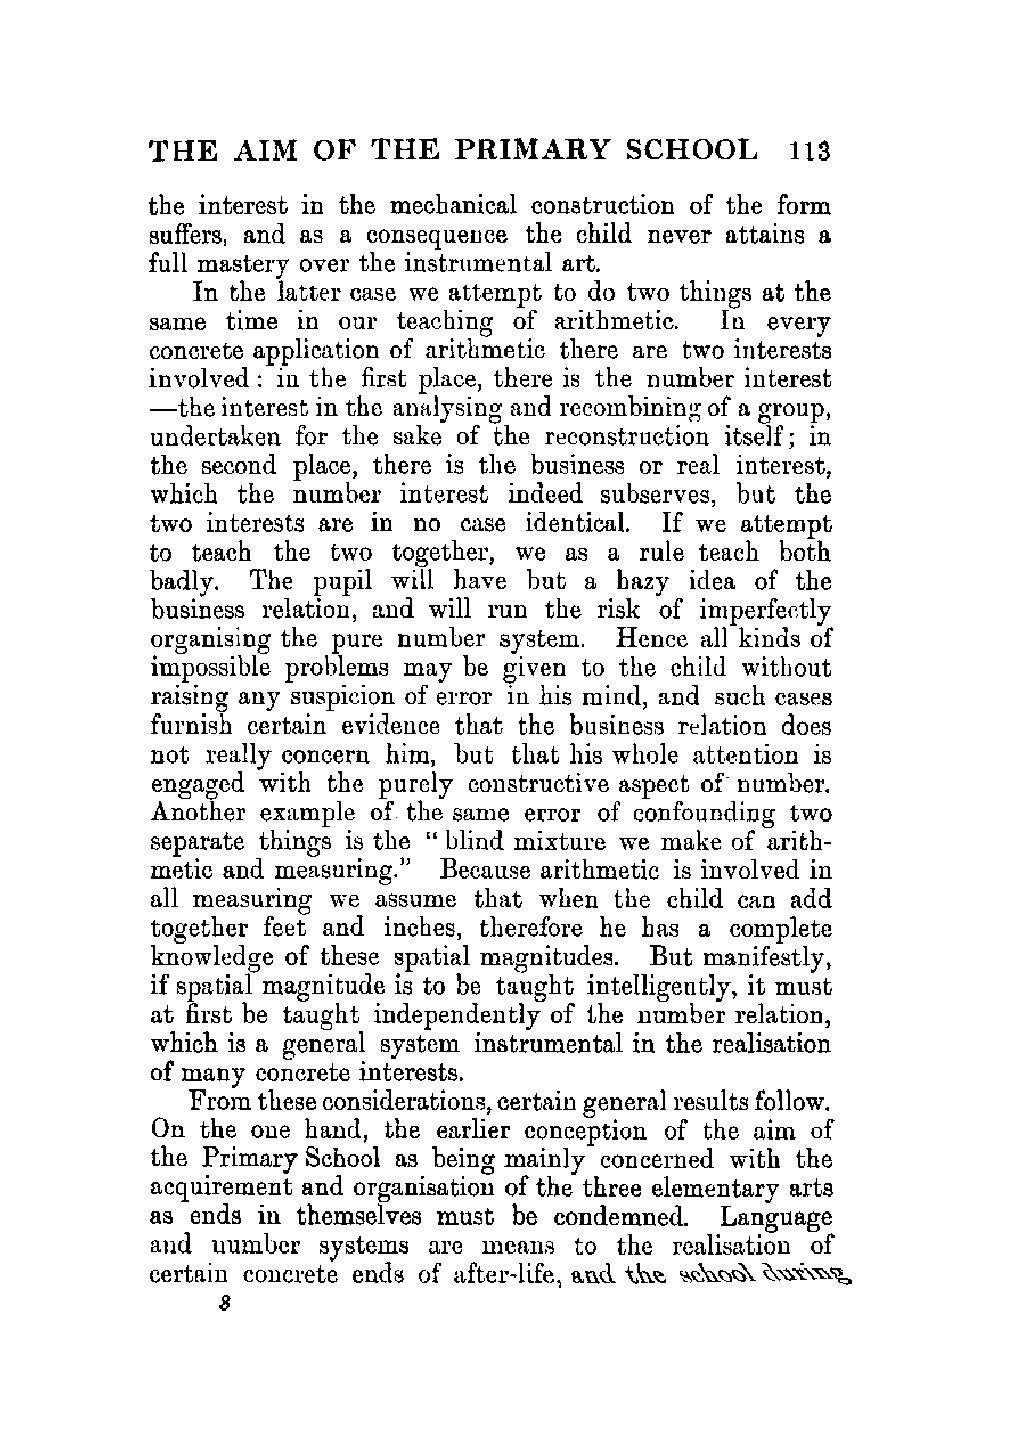 THE AIM OF THE PRIMARY SCHOOL 113
the interest in the mechanical construction of the form
suffers, and as a consequence the child never attains a
full mastery over the instrumental art.
In the latter case we attempt to do two things at the
same time in our teaching of arithmetic. In every
concrete application of arithmetic there are two interests
involved : in the first place, there is the number interest
—the interest in the analysing and recombining of a group,
undertaken for the sake of the reconstruction itself; in
the second place, there is the business or real interest,
which the number interest indeed subserves, but the
two interests are in no case identical. If we attempt
to teach the two together, we as a rule teach both
badly. The pupil will have but a hazy idea of the
business relation, and will run the risk of imperfectly
organising the pure number system. Hence all kinds of
impossible problems may be given to the child without
raising any suspicion of error in his mind, and such cases
furnish certain evidence that the business relation does
not really concern him, but that his whole attention is
engaged with the purely constructive aspect of number.
Another example of the same error of confounding two
separate things is the " blind mixture we make of arith-
metic and measuring." Because arithmetic is involved in
all measuring we assume that when the child can add
together feet and inches, therefore he has a complete
knowledge of these spatial magnitudes. But manifestly,
if spatial magnitude is to be taught intelligently, it must
at first be taught independently of the number relation,
which is a general system instrumental in the realisation
of many concrete interests.
From these considerations, certain general results follow.
On the one hand, the earlier conception of the aim of
the Primary School as being mainly concerned with the
acquirement and organisation of the three elementary arts
as ends in themselves must be condemned. Language
and number systems are means to the realisation of
certain concrete ends of after-life, and the school during
8